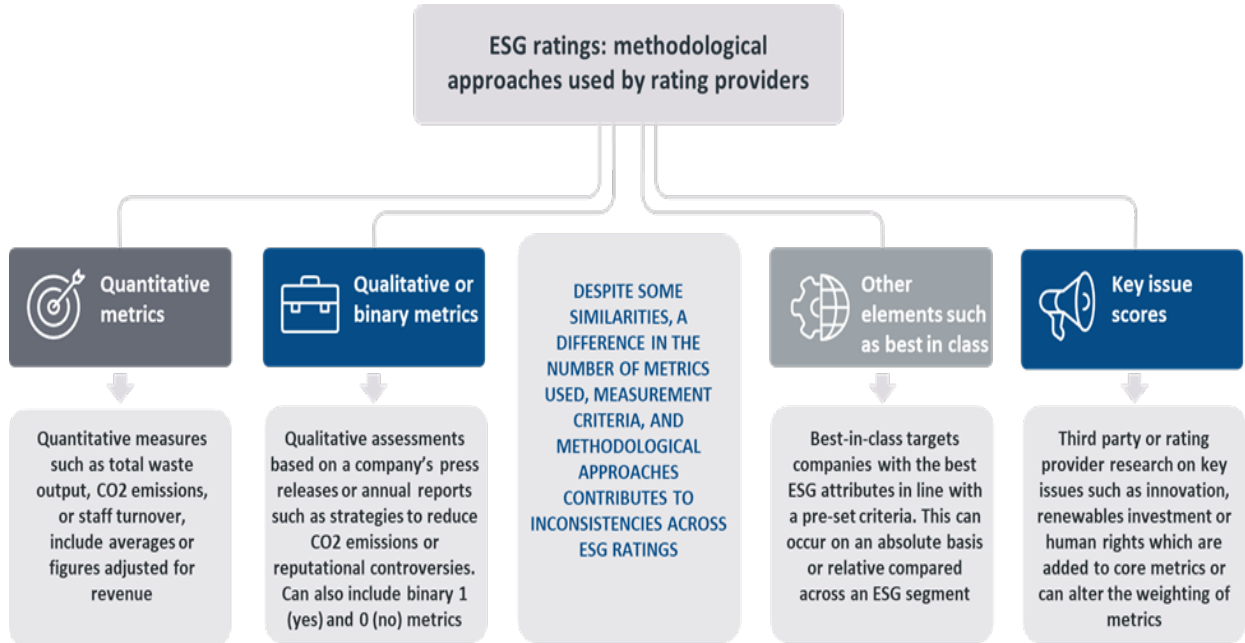 ESG ratings: methodological
approaches used by rating providers
Quantitative
metrics
Quantitative measures
such as total waste
output, CO2 emissions,
or staff turnover,
include averages or
figures adjusted for
revenue
Qualitative or
binary metrics
Qualitative assessments
based on a company's press
releases or annual reports
such as strategies to reduce
CO2 emissions or
reputational controversies.
Can also include binary 1
(yes) and 0 (no) metrics
DESPITE SOME
SIMILARITIES, A
DIFFERENCE IN THE
NUMBER OF METRICS
USED, MEASUREMENT
CRITERIA, AND
METHODOLOGICAL
APPROACHES
CONTRIBUTES TO
INCONSISTENCIES ACROSS
ESG RATINGS
Other
elements such
as best in class
Best-in-class targets
companies with the best
ESG attributes in line with
a pre-set criteria. This can
occur on an absolute basis
or relative compared
across an ESG segment
Key issue
scores
Third party or rating
provider research on key
issues such as innovation,
renewables investment or
human rights which are
added to core metrics or
can alter the weighting of
metrics